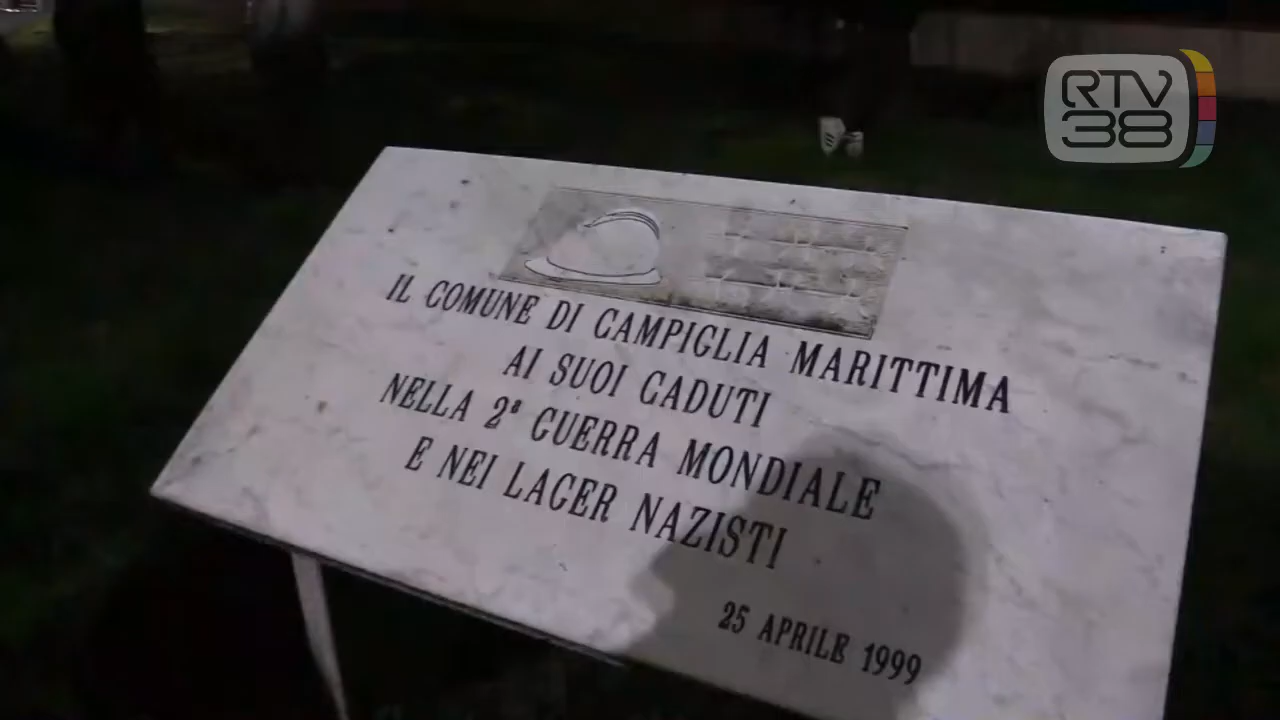 RTV
38
IL COMUNE DI CAMPIGLIA MARITTIMA
AI SUOI CADUTI
NELLA 2ª GUERRA MONDIALE
E NEI LAGER NAZISTI
25 APRILE 1999